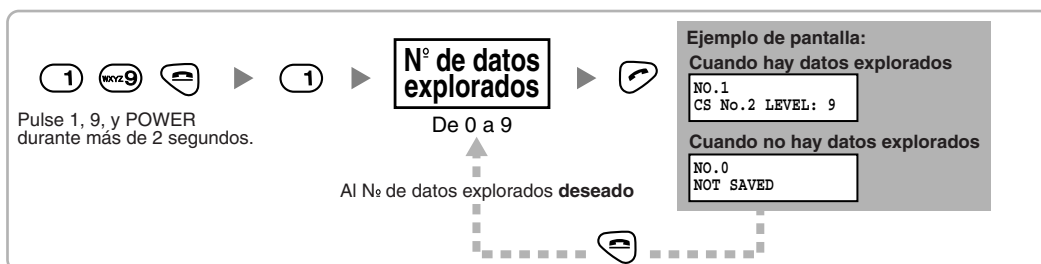 1 WXYZ 9
Pulse 1, 9, y POWER
durante más de 2 segundos.
1
Nº de datos
explorados
De 0 a 9
Al Nº de datos explorados deseado
Ejemplo de pantalla:
Cuando hay datos explorados
NO.1
CS No.2 LEVEL: 9
Cuando no hay datos explorados
NO.0
NOT SAVED